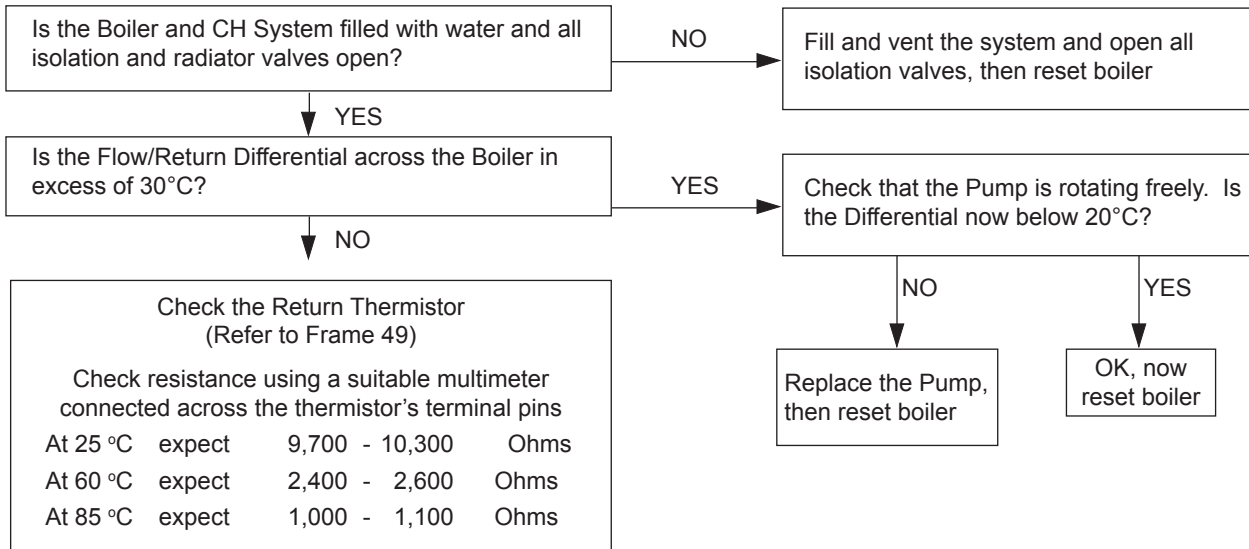 Is the Boiler and CH System filled with water and all
isolation and radiator valves open?
NO
Fill and vent the system and open all
isolation valves, then reset boiler
YES
Is the Flow/Return Differential across the Boiler in
excess of 30°C?
YES
Check that the Pump is rotating freely.  Is
the Differential now below 20°C?
NO
Check the Return Thermistor
(Refer to Frame 49)
Check resistance using a suitable multimeter
connected across the thermistor's terminal pins
At 25 °C expect 9,700 - 10,300 Ohms
At 60 °C expect 2,400 - 2,600 Ohms
At 85 °C expect 1,000 - 1,100 Ohms
NO
Replace the Pump,
then reset boiler
YES
OK, now
reset boiler